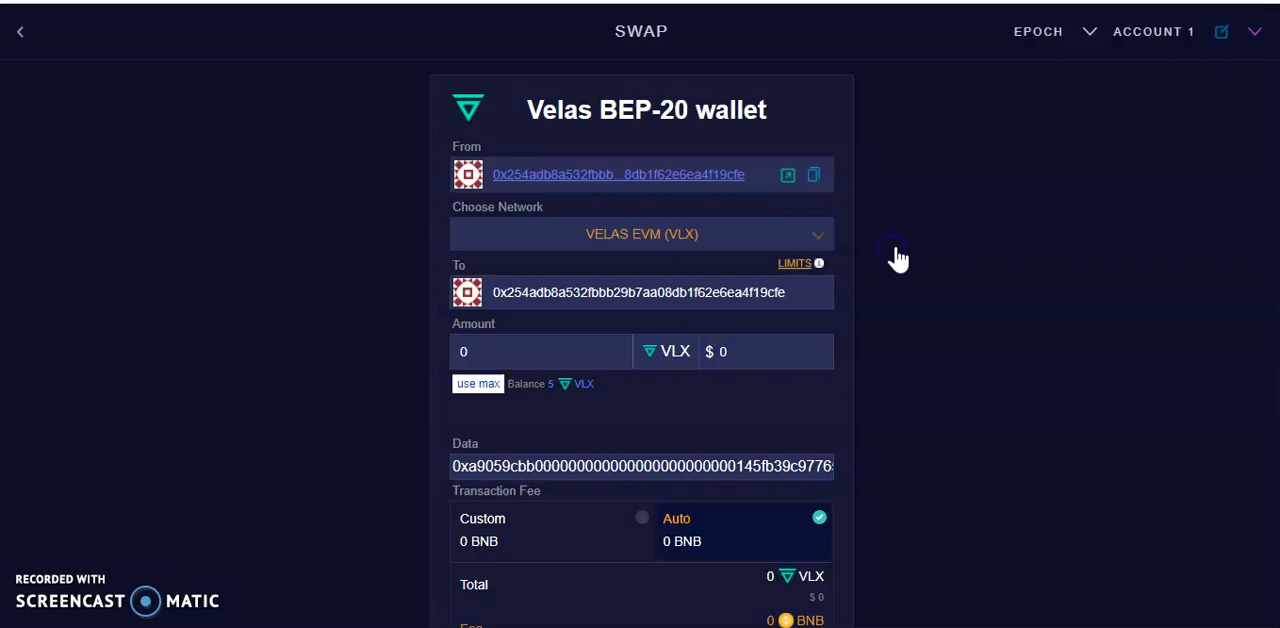 SWAP
EPOCH
ACCOUNT 1
Velas BEP-20 wallet
From
0x254adb8a532fbbb...8db1f62e6ea4f19cfe
Choose Network
VELAS EVM (VLX)
To
LIMITS
0x254adb8a532fbbb29b7aa08db1f62e6ea4f19cfe
Amount
0
VLX
$ 0
use max Balance 5 VLX
Data
0xa9059cbb000000000000000000000000145fb39c9776
Transaction Fee
Custom
Auto
0 BNB
0 BNB
Total
0 VLX
$ 0
Fee
0 BNB
RECORDED WITH
SCREENCAST MATIC